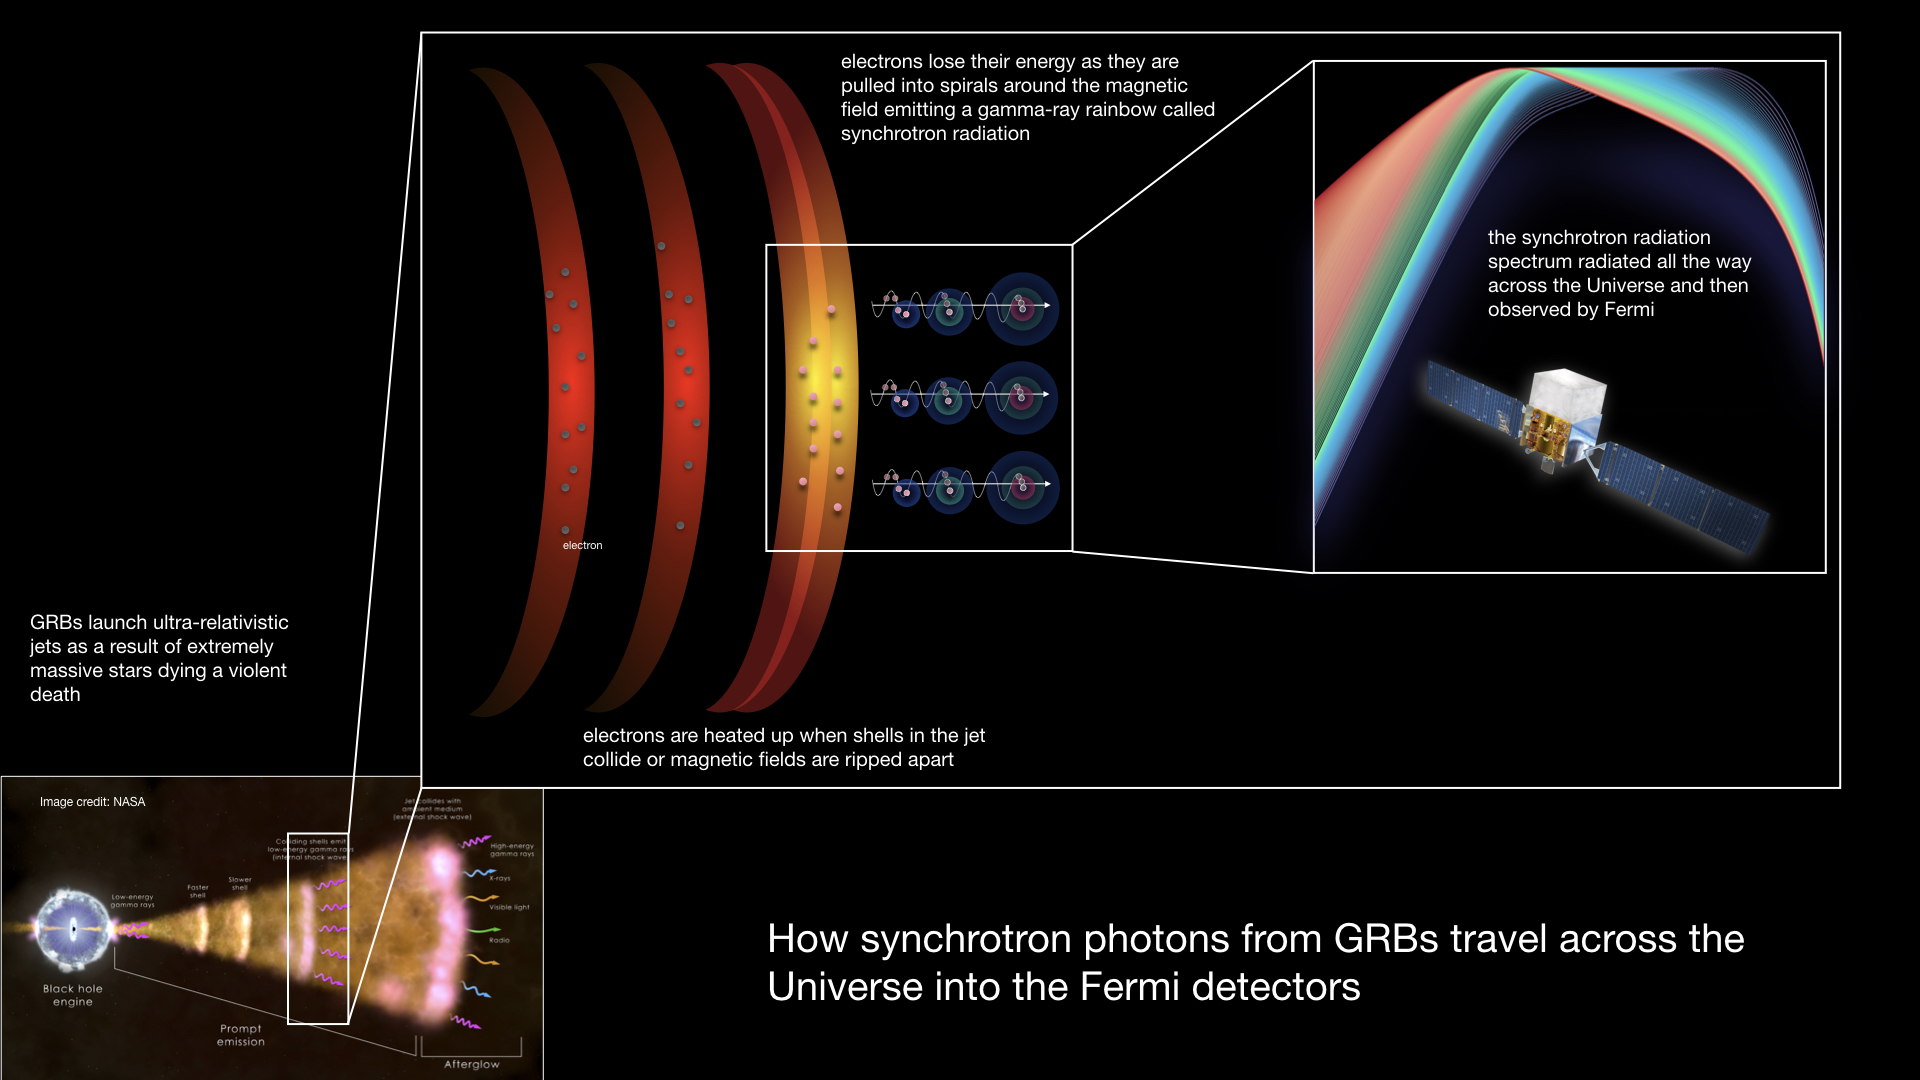 electrons lose their energy as they are
pulled into spirals around the magnetic
field emitting a gamma-ray rainbow called
synchrotron radiation
the synchrotron radiation
spectrum radiated all the way
across the Universe and then
observed by Fermi
electron
GRBs launch ultra-relativistic
jets as a result of extremely
massive stars dying a violent
death
electrons are heated up when shells in the jet
collide or magnetic fields are ripped apart
Image credit: NASA
Jet collides with
ambient medium
(external shock wave)
Colliding shells emit
low-energy gamma rays
(internal shock wave)
High-energy
gamma rays
X-rays
Slower
shell
Faster
shell
Low-energy
gamma rays
Visible light
Radio
Black hole
engine
Prompt
emission
Afterglow
How synchrotron photons from GRBs travel across the
Universe into the Fermi detectors